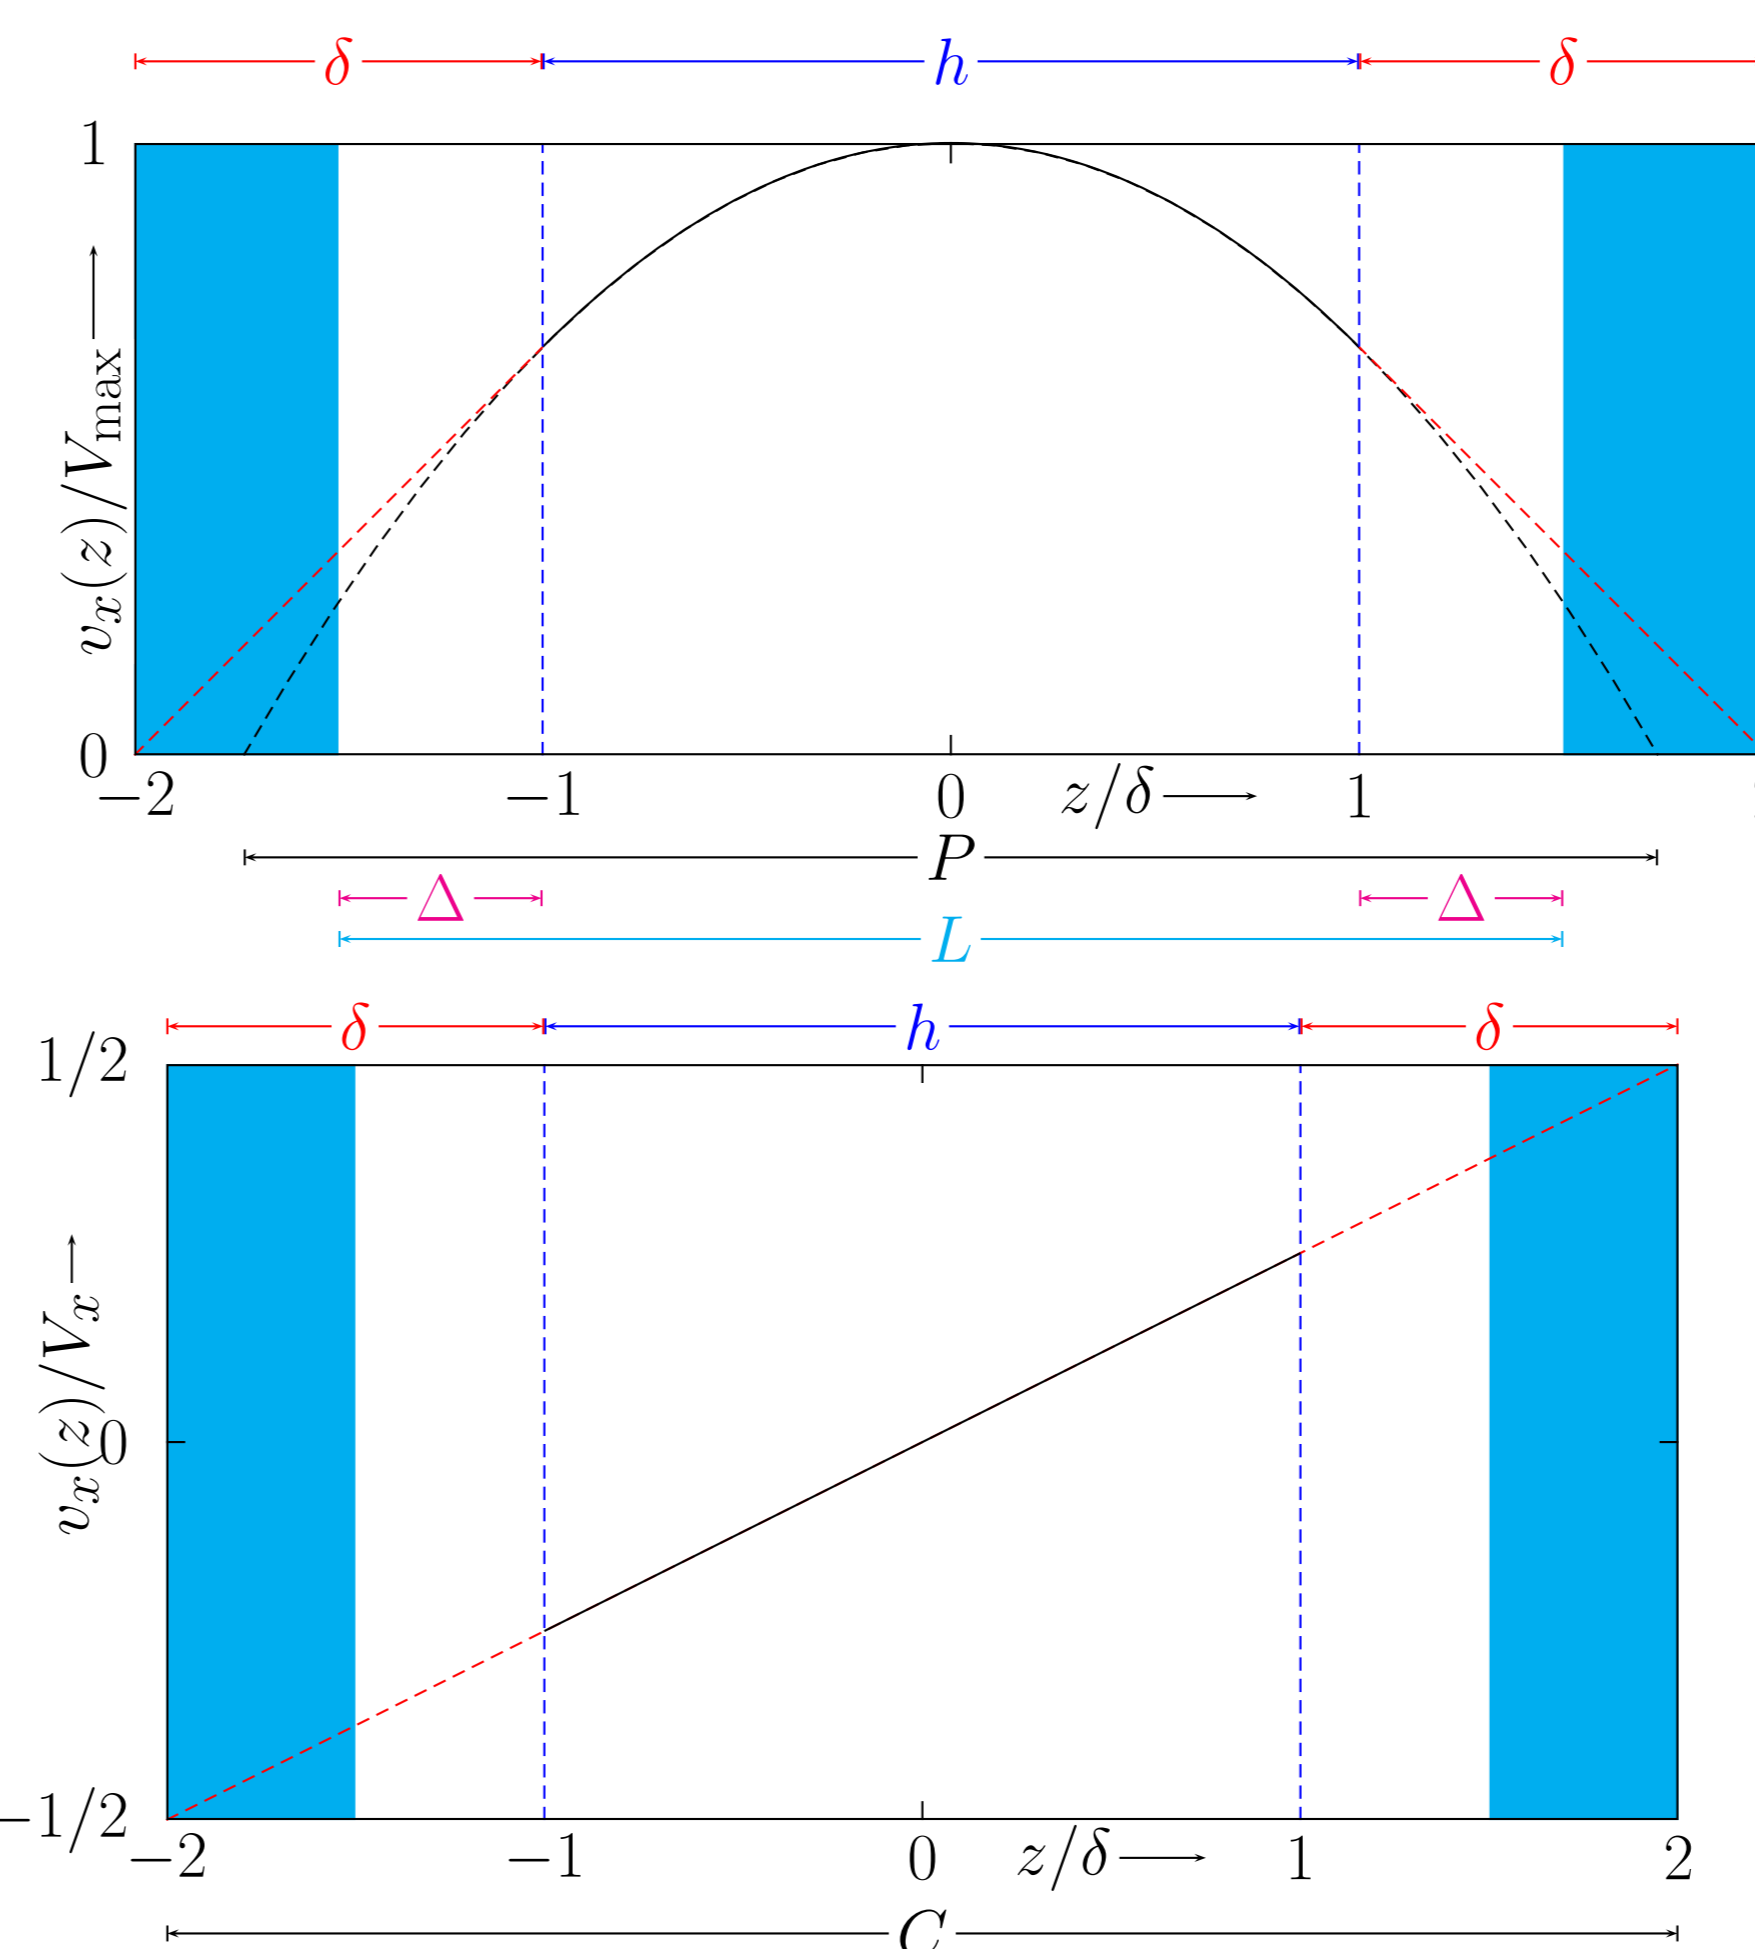 δ h δ
1
v_x(z)/V_max →
0
−2 −1 0 z/δ → 1
P
Δ Δ
L
δ h δ
1/2
v_x(z)/V_x →
0
−1/2
−2 −1 0 z/δ → 1 2
C